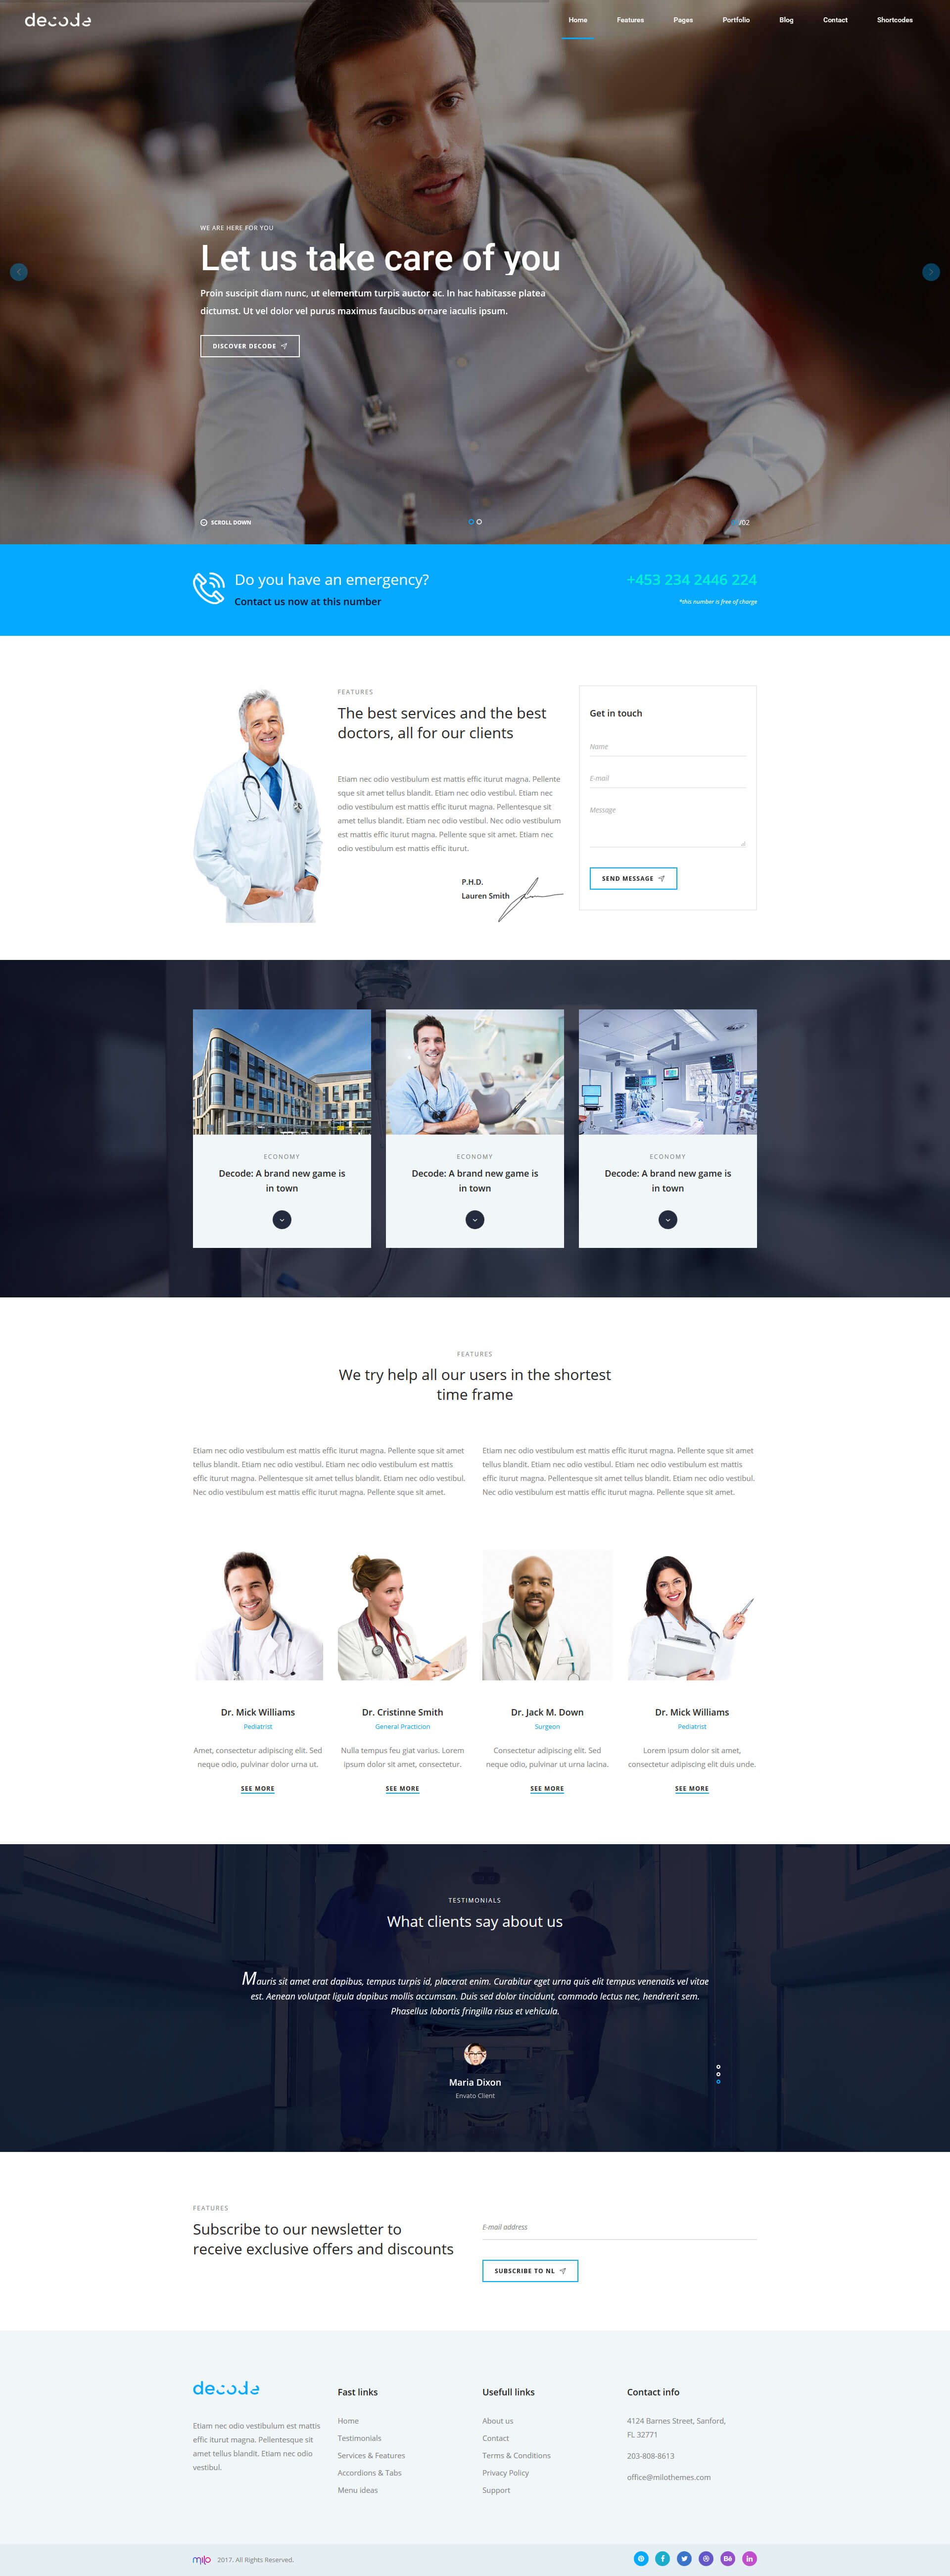 decode
Home Features Pages Portfolio Blog Contact Shortcodes
WE ARE HERE FOR YOU
Let us take care of you
Proin suscipit diam nunc, ut elementum turpis auctor ac. In hac habitasse platea
dictumst. Ut vel dolor vel purus maximus faucibus ornare iaculis ipsum.
DISCOVER DECODE
SCROLL DOWN
/02
Do you have an emergency?
Contact us now at this number
+453 234 2446 224
*this number is free of charge
FEATURES
The best services and the best
doctors, all for our clients
Etiam nec odio vestibulum est mattis effic iturut magna. Pellente
sque sit amet tellus blandit. Etiam nec odio vestibul. Etiam nec
odio vestibulum est mattis effic iturut magna. Pellentesque sit
amet tellus blandit. Etiam nec odio vestibul. Nec odio vestibulum
est mattis effic iturut magna. Pellente sque sit amet. Etiam nec
odio vestibulum est mattis effic iturut.
P.H.D.
Lauren Smith
Get in touch
Name
E-mail
Message
SEND MESSAGE
ECONOMY
Decode: A brand new game is
in town
ECONOMY
Decode: A brand new game is
in town
ECONOMY
Decode: A brand new game is
in town
FEATURES
We try help all our users in the shortest
time frame
Etiam nec odio vestibulum est mattis effic iturut magna. Pellente sque sit amet
tellus blandit. Etiam nec odio vestibul. Etiam nec odio vestibulum est mattis
effic iturut magna. Pellentesque sit amet tellus blandit. Etiam nec odio vestibul.
Nec odio vestibulum est mattis effic iturut magna. Pellente sque sit amet.
Etiam nec odio vestibulum est mattis effic iturut magna. Pellente sque sit amet
tellus blandit. Etiam nec odio vestibul. Etiam nec odio vestibulum est mattis
effic iturut magna. Pellentesque sit amet tellus blandit. Etiam nec odio vestibul.
Nec odio vestibulum est mattis effic iturut magna. Pellente sque sit amet.
Dr. Mick Williams
Pediatrist
Amet, consectetur adipiscing elit. Sed
neque odio, pulvinar dolor urna ut.
SEE MORE
Dr. Cristinne Smith
General Practicion
Nulla tempus feu giat varius. Lorem
ipsum dolor sit amet, consectetur.
SEE MORE
Dr. Jack M. Down
Surgeon
Consectetur adipiscing elit. Sed
neque odio, pulvinar ut urna lacina.
SEE MORE
Dr. Mick Williams
Pediatrist
Lorem ipsum dolor sit amet,
consectetur adipiscing elit duis unde.
SEE MORE
TESTIMONIALS
What clients say about us
Mauris sit amet erat dapibus, tempus turpis id, placerat enim. Curabitur eget urna quis elit tempus venenatis vel vitae
est. Aenean volutpat ligula dapibus mollis accumsan. Duis sed dolor tincidunt, commodo lectus nec, hendrerit sem.
Phasellus lobortis fringilla risus et vehicula.
Maria Dixon
Envato Client
FEATURES
Subscribe to our newsletter to
receive exclusive offers and discounts
E-mail address
SUBSCRIBE TO NL
decode
Etiam nec odio vestibulum est mattis
effic iturut magna. Pellentesque sit
amet tellus blandit. Etiam nec odio
vestibul.
Fast links
Home
Testimonials
Services & Features
Accordions & Tabs
Menu ideas
Usefull links
About us
Contact
Terms & Conditions
Privacy Policy
Support
Contact info
4124 Barnes Street, Sanford,
FL 32771
203-808-8613
office@milothemes.com
milo 2017. All Rights Reserved.